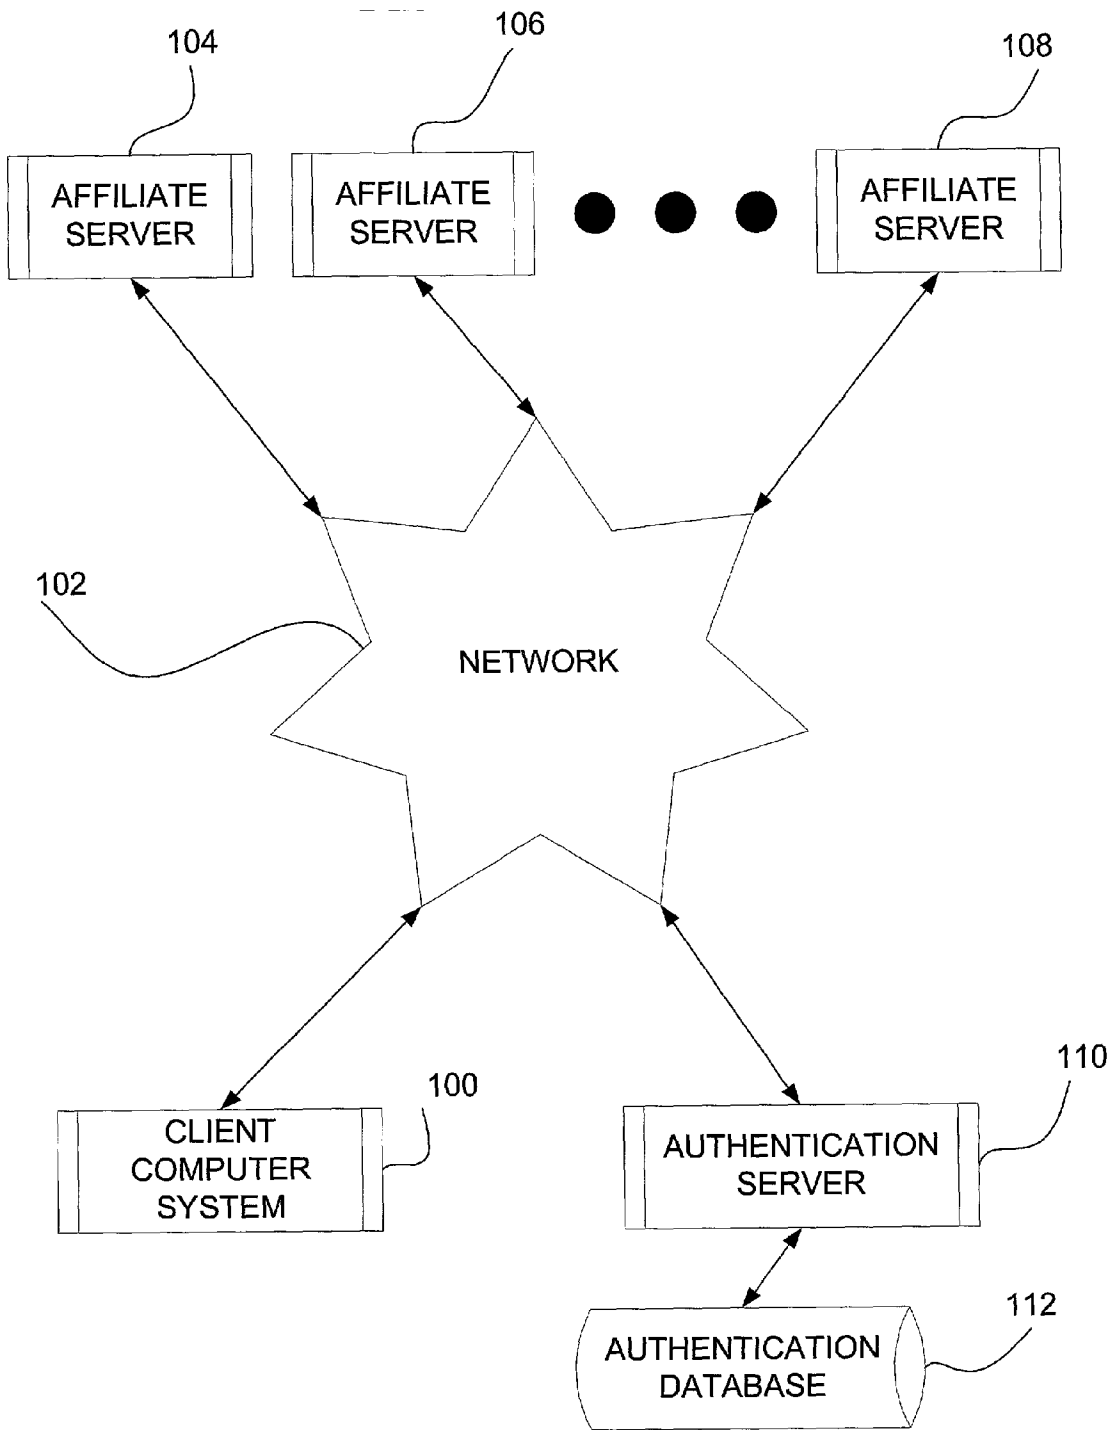 104
106
108
AFFILIATE
SERVER
AFFILIATE
SERVER
AFFILIATE
SERVER
102
NETWORK
100
110
CLIENT
COMPUTER
SYSTEM
AUTHENTICATION
SERVER
112
AUTHENTICATION
DATABASE